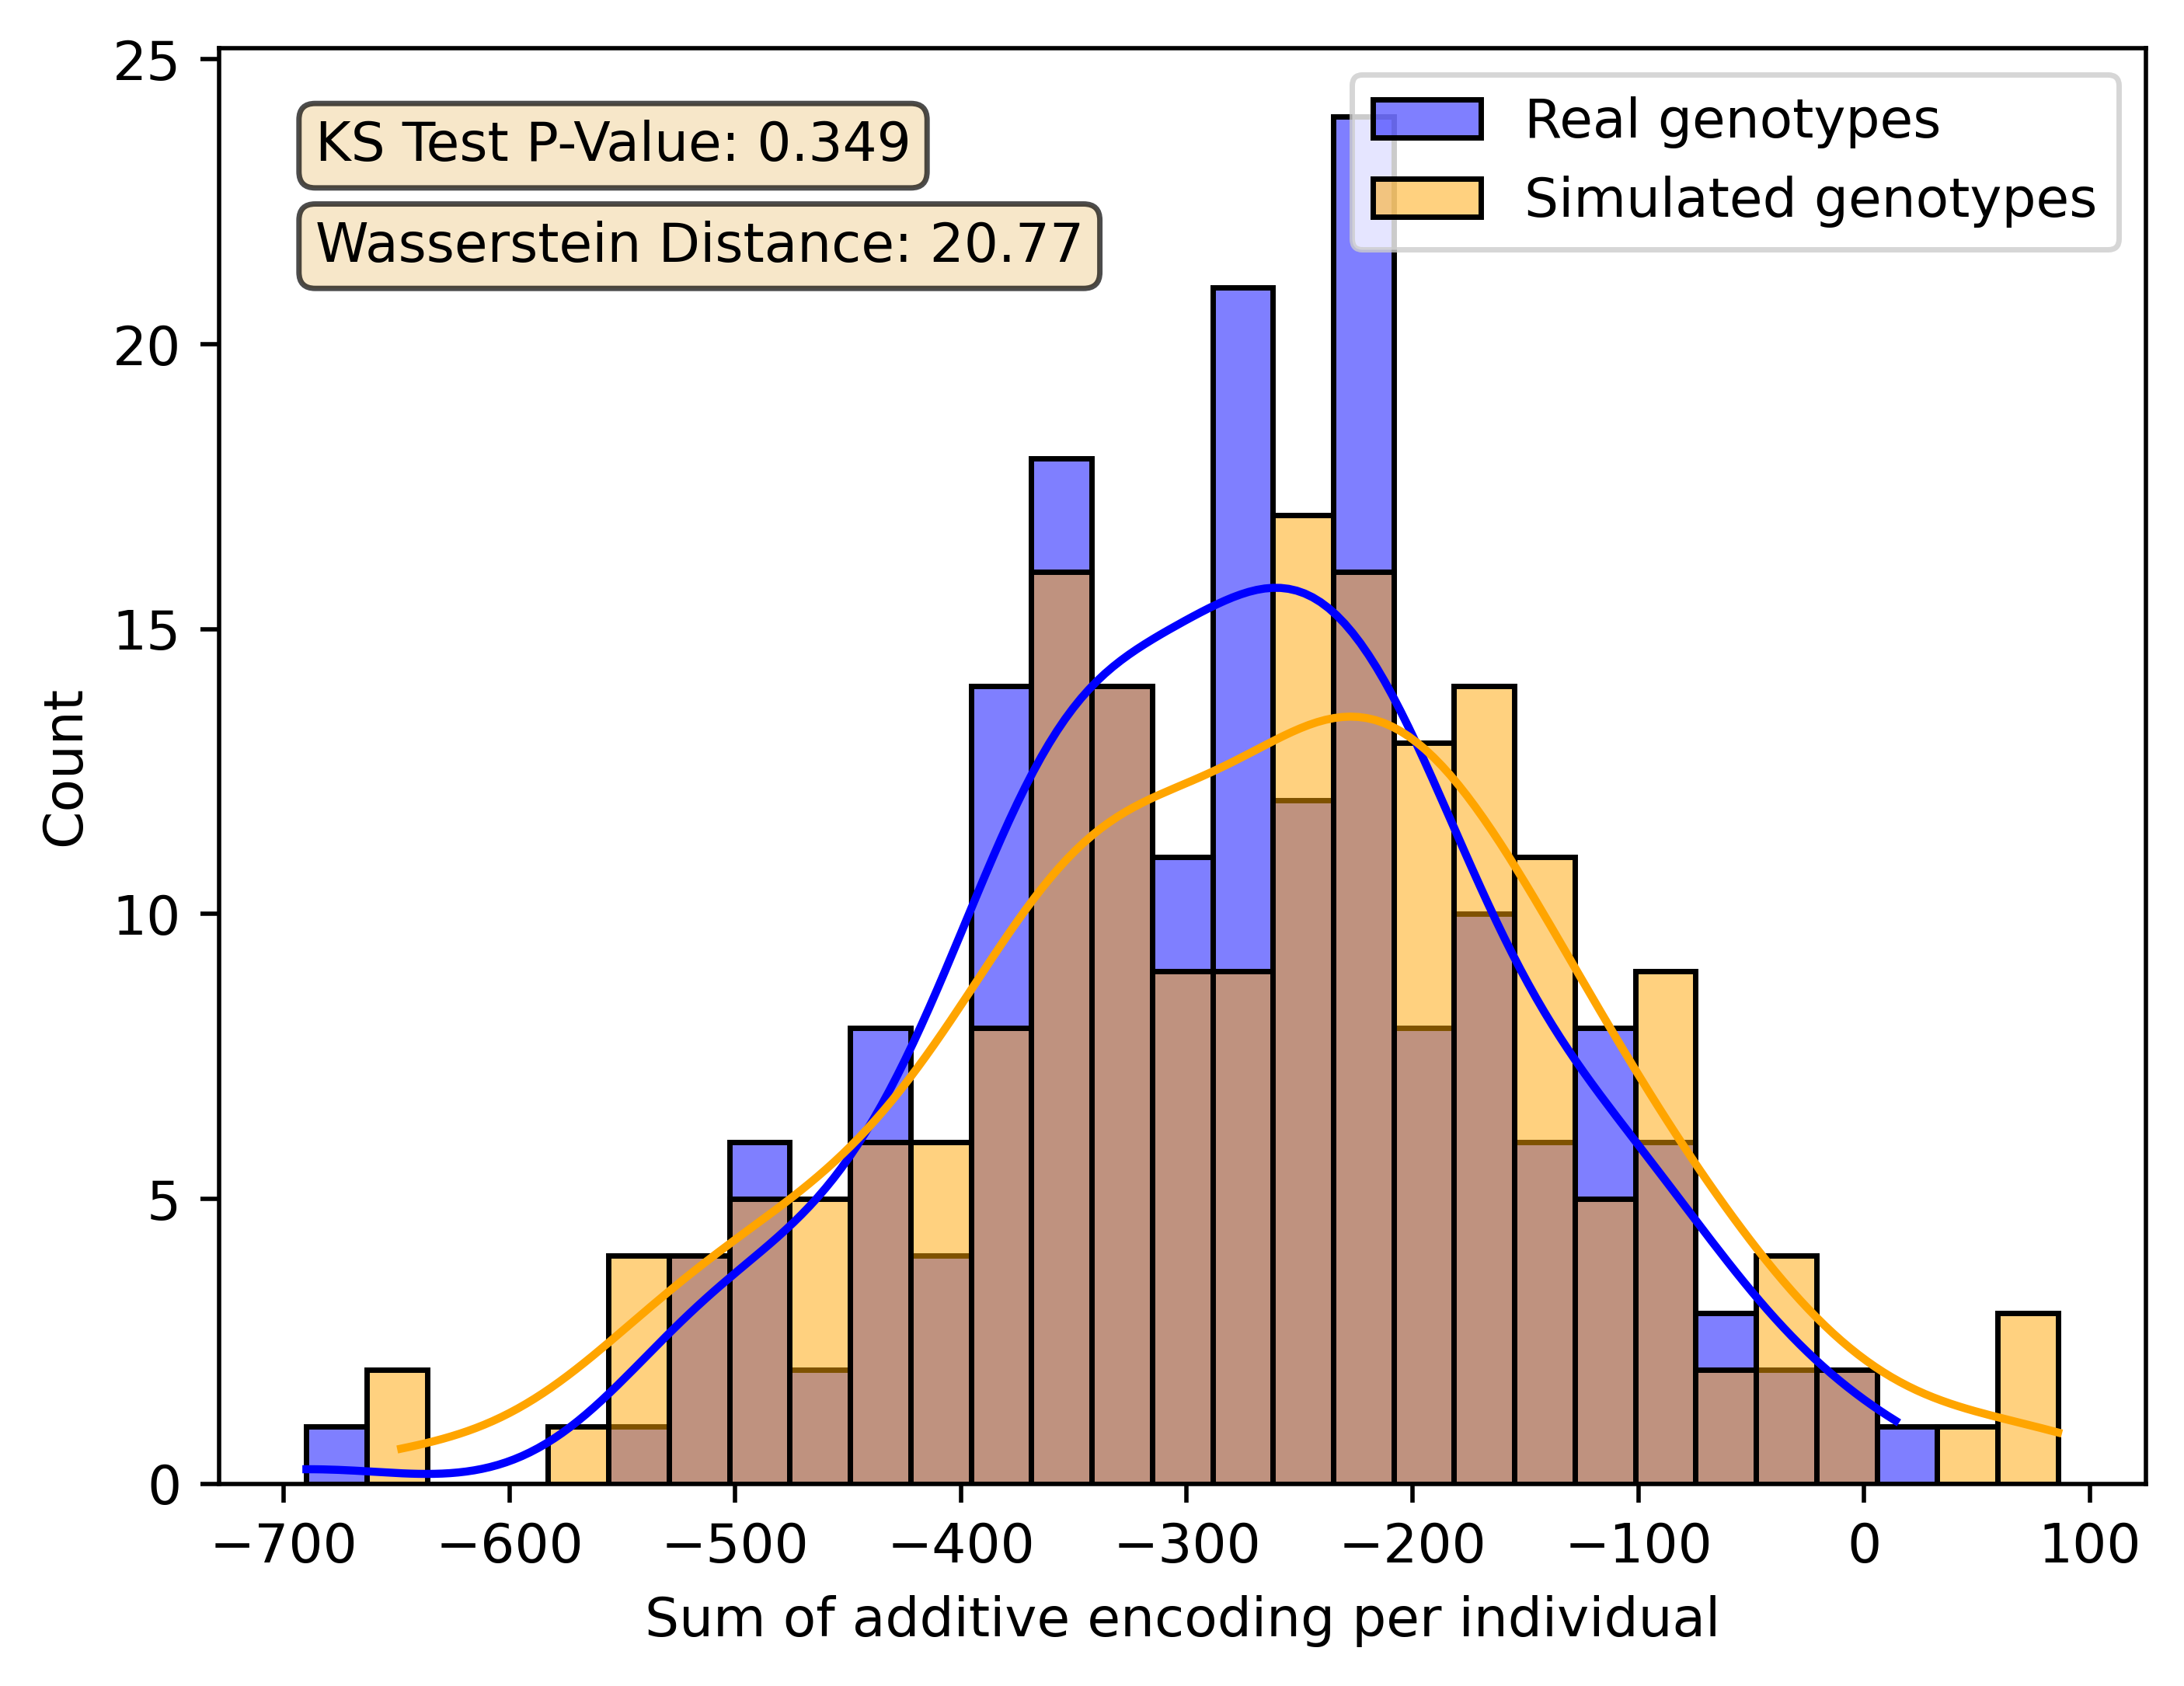 KS Test P-Value: 0.349
Wasserstein Distance: 20.77
Real genotypes
Simulated genotypes
25
20
15
10
5
0
Count
−700 −600 −500 −400 −300 −200 −100 0 100
Sum of additive encoding per individual